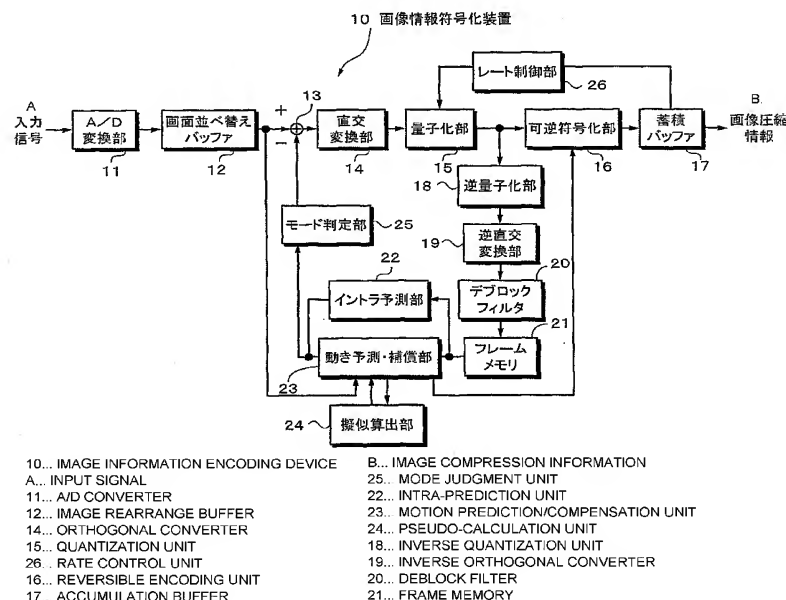 10 画像情報符号化装置
レート制御部
26
A
入力
信号
A/D
変換部
11
画面並べ替え
バッファ
12
+
13
−
直交
変換部
14
量子化部
15
可逆符号化部
16
蓄積
バッファ
17
B.
画像圧縮
情報
18
逆量子化部
19
逆直交
変換部
モード判定部
25
20
デブロック
フィルタ
22
イントラ予測部
21
フレーム
メモリ
動き予測・補償部
23
24
擬似算出部
10... IMAGE INFORMATION ENCODING DEVICE
A... INPUT SIGNAL
11... A/D CONVERTER
12... IMAGE REARRANGE BUFFER
14... ORTHOGONAL CONVERTER
15... QUANTIZATION UNIT
26... RATE CONTROL UNIT
16... REVERSIBLE ENCODING UNIT
17... ACCUMULATION BUFFER
B... IMAGE COMPRESSION INFORMATION
25... MODE JUDGMENT UNIT
22... INTRA-PREDICTION UNIT
23... MOTION PREDICTION/COMPENSATION UNIT
24... PSEUDO-CALCULATION UNIT
18... INVERSE QUANTIZATION UNIT
19... INVERSE ORTHOGONAL CONVERTER
20... DEBLOCK FILTER
21... FRAME MEMORY